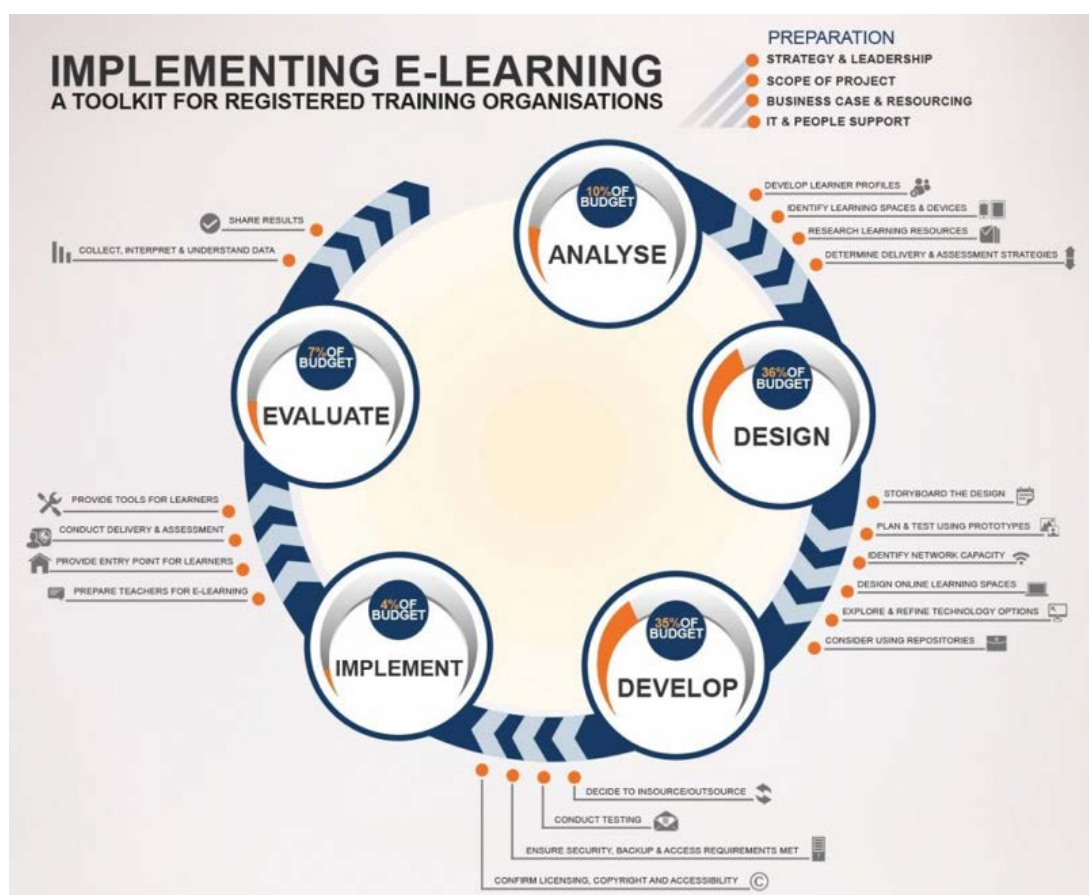 IMPLEMENTING E-LEARNING
A TOOLKIT FOR REGISTERED TRAINING ORGANISATIONS
PREPARATION
STRATEGY & LEADERSHIP
SCOPE OF PROJECT
BUSINESS CASE & RESOURCING
IT & PEOPLE SUPPORT
10% OF
BUDGET
ANALYSE
DEVELOP LEARNER PROFILES
IDENTIFY LEARNING SPACES & DEVICES
RESEARCH LEARNING RESOURCES
DETERMINE DELIVERY & ASSESSMENT STRATEGIES
36% OF
BUDGET
DESIGN
STORYBOARD THE DESIGN
PLAN & TEST USING PROTOTYPES
IDENTIFY NETWORK CAPACITY
DESIGN ONLINE LEARNING SPACES
EXPLORE & REFINE TECHNOLOGY OPTIONS
CONSIDER USING REPOSITORIES
35% OF
BUDGET
DEVELOP
DECIDE TO INSOURCE/OUTSOURCE
CONDUCT TESTING
ENSURE SECURITY, BACKUP & ACCESS REQUIREMENTS MET
CONFIRM LICENSING, COPYRIGHT AND ACCESSIBILITY ©
4% OF
BUDGET
IMPLEMENT
PROVIDE TOOLS FOR LEARNERS
CONDUCT DELIVERY & ASSESSMENT
PROVIDE ENTRY POINT FOR LEARNERS
PREPARE TEACHERS FOR E-LEARNING
7% OF
BUDGET
EVALUATE
SHARE RESULTS
COLLECT, INTERPRET & UNDERSTAND DATA